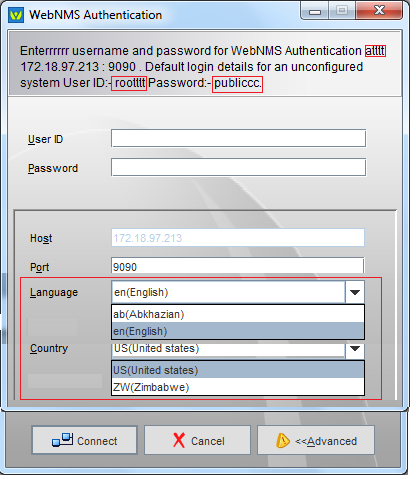 WebNMS Authentication
Enterrrrrr username and password for WebNMS Authentication atttt
172.18.97.213 : 9090 . Default login details for an unconfigured
system User ID:- roottttt Password:- publiccc.
User ID
Password
Host 172.18.97.213
Port 9090
Language en(English)
ab(Abkhazian)
en(English)
Country US(United states)
US(United states)
ZW(Zimbabwe)
Connect Cancel <<Advanced